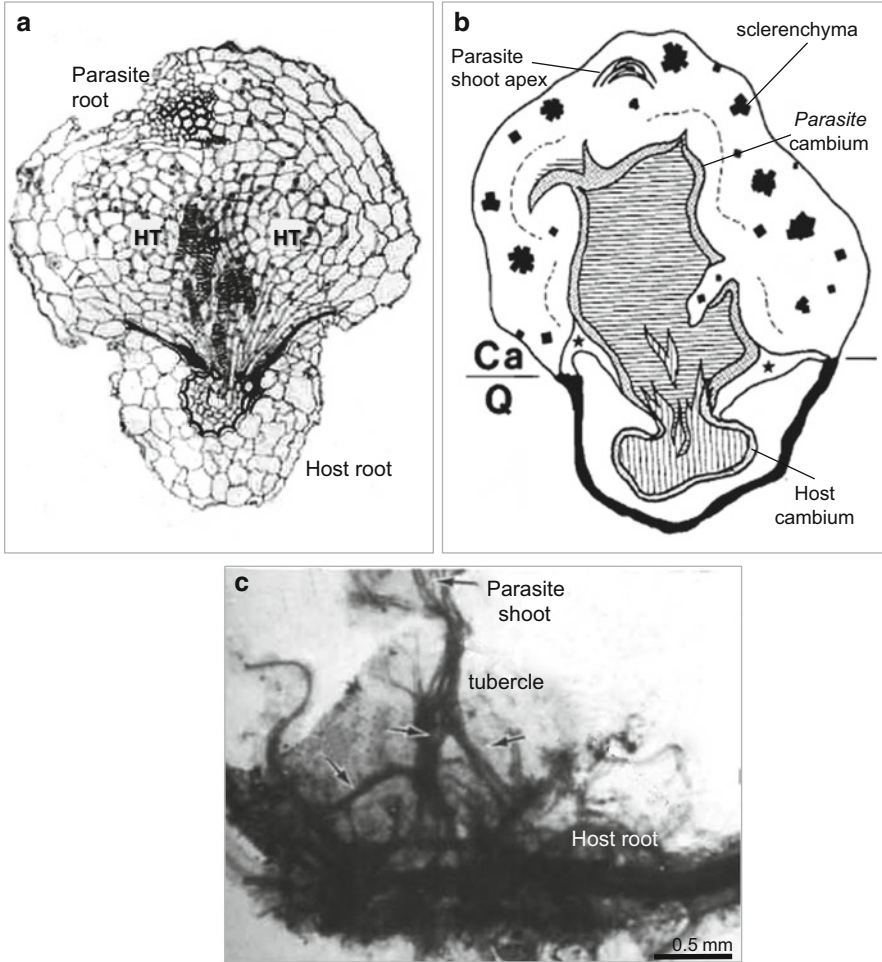 a
Parasite
root
HT
HT
Host root
b
Parasite
shoot apex
sclerenchyma
Parasite
cambium
Ca
Q
Host
cambium
c
Parasite
shoot
tubercle
Host root
0.5 mm